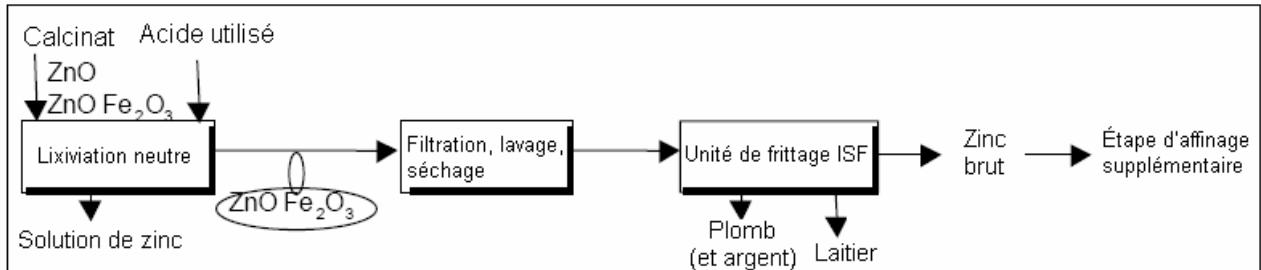 Calcinat
Acide utilisé
ZnO
ZnO Fe₂O₃
Lixiviation neutre
Solution de zinc
ZnO Fe₂O₃
Filtration, lavage,
séchage
Unité de frittage ISF
Plomb
(et argent)
Laitier
Zinc
brut
Étape d'affinage
supplémentaire